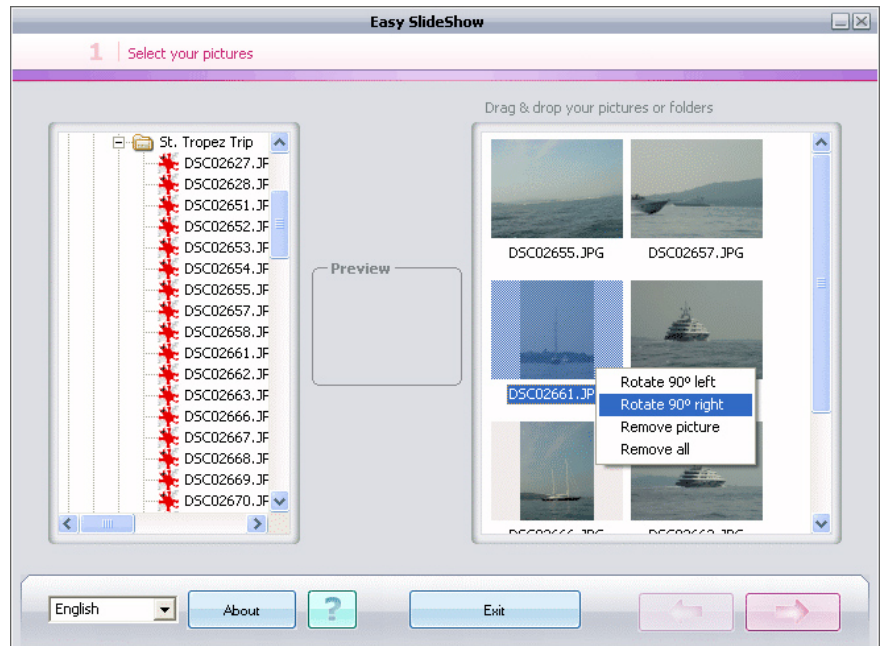 Easy SlideShow
1 Select your pictures
Drag & drop your pictures or folders
St. Tropez Trip
DSC02627.JF
DSC02628.JF
DSC02651.JF
DSC02652.JF
DSC02653.JF
DSC02654.JF
DSC02655.JF
DSC02657.JF
DSC02658.JF
DSC02661.JF
DSC02662.JF
DSC02663.JF
DSC02666.JF
DSC02667.JF
DSC02668.JF
DSC02669.JF
DSC02670.JF
Preview
DSC02655.JPG
DSC02657.JPG
DSC02661.JP
Rotate 90º left
Rotate 90º right
Remove picture
Remove all
English
About
?
Exit